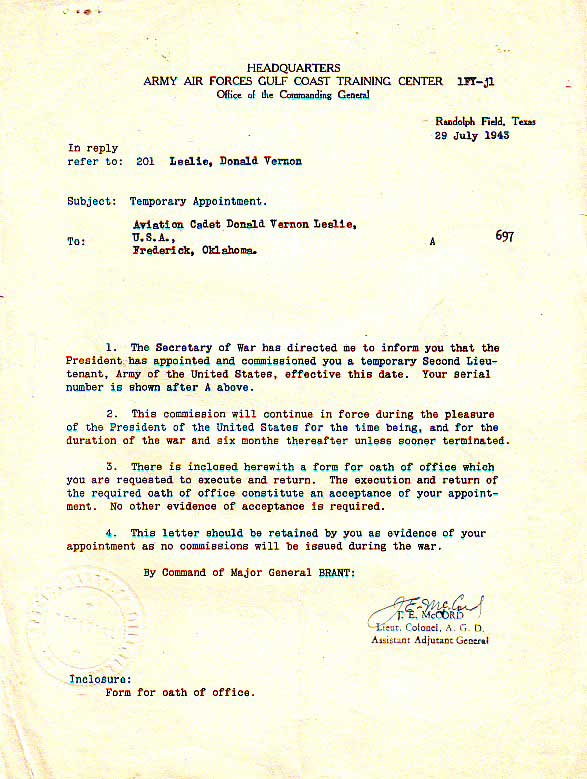 HEADQUARTERS
ARMY AIR FORCES GULF COAST TRAINING CENTER 1FT-j1
Office of the Commanding General
Randolph Field, Texas
29 July 1943
In reply
refer to: 201 Leslie, Donald Vernon
Subject: Temporary Appointment.
Aviation Cadet Donald Vernon Leslie,
To: U.S.A., A 697
Frederick, Oklahoma.
1. The Secretary of War has directed me to inform you that the
President has appointed and commissioned you a temporary Second Lieu-
tenant, Army of the United States, effective this date. Your serial
number is shown after A above.
2. This commission will continue in force during the pleasure
of the President of the United States for the time being, and for the
duration of the war and six months thereafter unless sooner terminated.
3. There is inclosed herewith a form for oath of office which
you are requested to execute and return. The execution and return of
the required oath of office constitute an acceptance of your appoint-
ment. No other evidence of acceptance is required.
4. This letter should be retained by you as evidence of your
appointment as no commissions will be issued during the war.
By Command of Major General BRANT:
J. E. McCord
J. E. McCORD
Lieut. Colonel, A. G. D.
Assistant Adjutant General
Inclosure:
Form for oath of office.